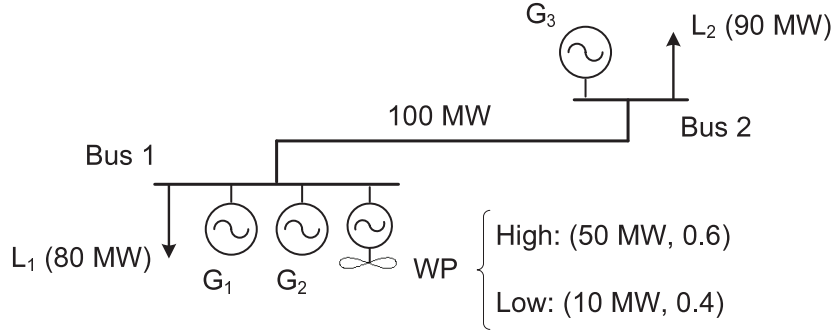 G₃
L₂ (90 MW)
100 MW
Bus 2
Bus 1
L₁ (80 MW)
G₁
G₂
WP
High: (50 MW, 0.6)
Low: (10 MW, 0.4)